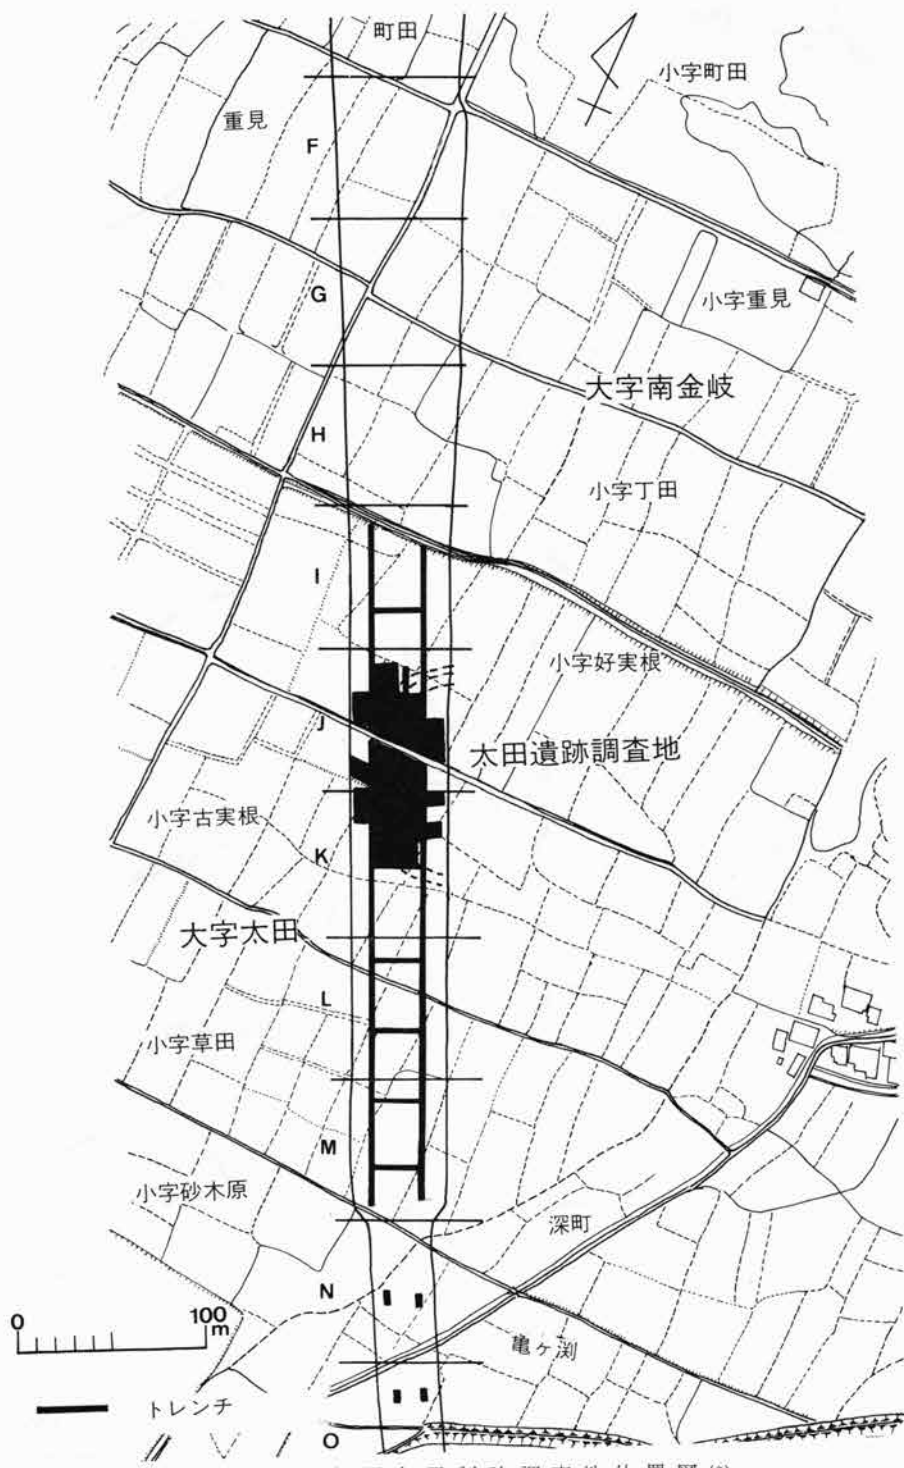 町田
小字町田
重見
F
G
小字重見
大字南金岐
H
小字丁田
I
小字好実根
J
太田遺跡調査地
小字古実根
K
大字太田
L
小字草田
M
小字砂木原
深町
N
0
100
m
亀ヶ渕
トレンチ
O